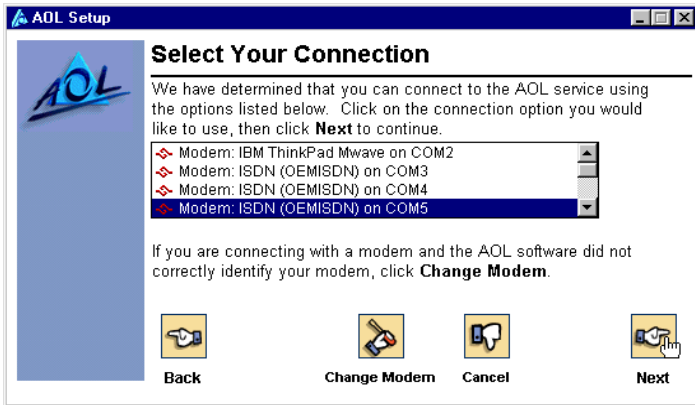 AOL Setup
AOL
Select Your Connection
We have determined that you can connect to the AOL service using
the options listed below.  Click on the connection option you would
like to use, then click Next to continue.
Modem: IBM ThinkPad Mwave on COM2
Modem: ISDN (OEMISDN) on COM3
Modem: ISDN (OEMISDN) on COM4
Modem: ISDN (OEMISDN) on COM5
If you are connecting with a modem and the AOL software did not
correctly identify your modem, click Change Modem.
Back Change Modem Cancel Next